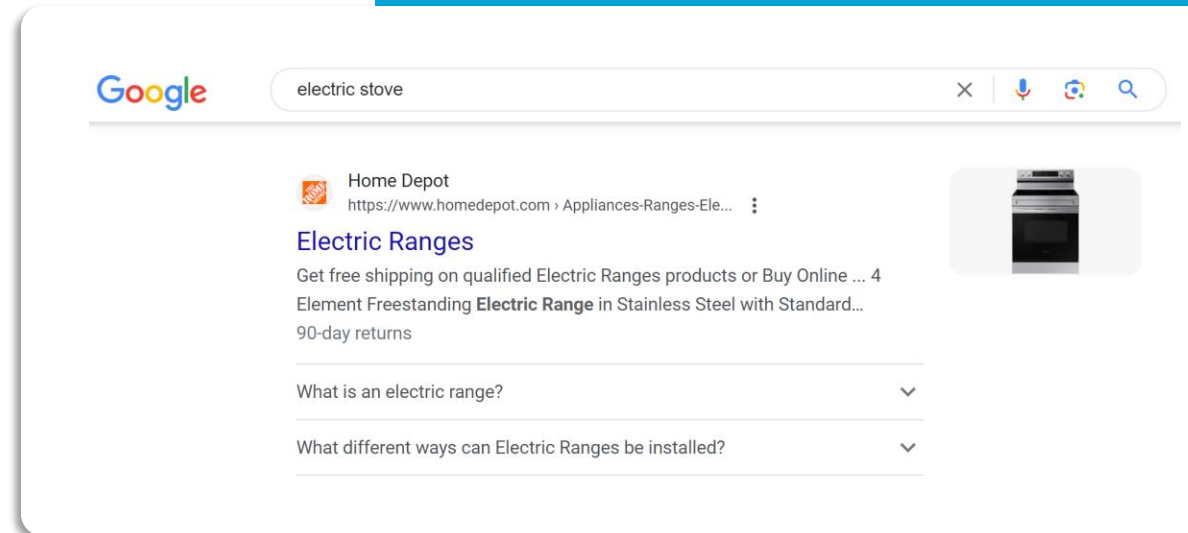 Google
electric stove
Home Depot
https://www.homedepot.com › Appliances-Ranges-Ele...
Electric Ranges
Get free shipping on qualified Electric Ranges products or Buy Online ... 4
Element Freestanding Electric Range in Stainless Steel with Standard...
90-day returns
What is an electric range?
What different ways can Electric Ranges be installed?